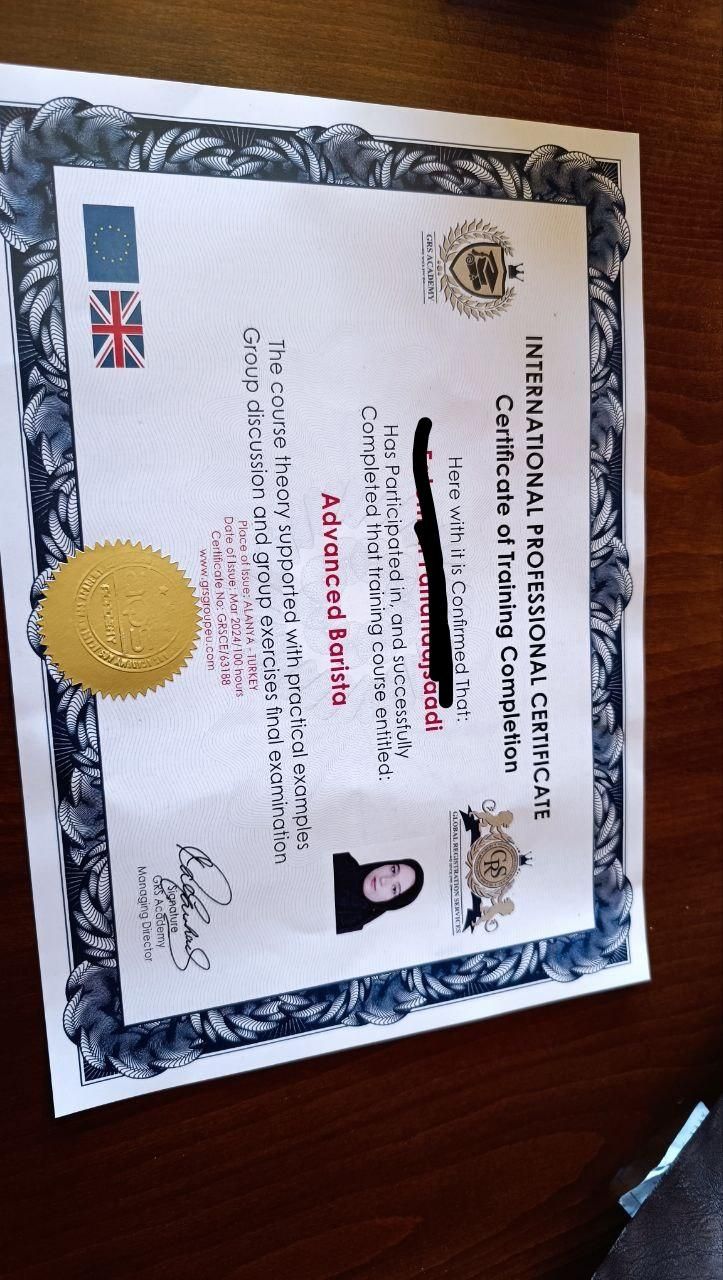 GRS ACADEMY
GLOBAL REGISTRATION SERVICES
INTERNATIONAL PROFESSIONAL CERTIFICATE
Certificate of Training Completion
Here with it is Confirmed That:
Has Participated in, and successfully
Completed that training course entitled:
Advanced Barista
The course theory supported with practical examples
Group discussion and group exercises final examination
Place of Issue: ALANYA - TURKEY
Date of Issue: Mar 2024/100 hours
Certificate No: GRSCE/63188
www.grsgroupeu.com
Signature
GRS Academy
Managing Director